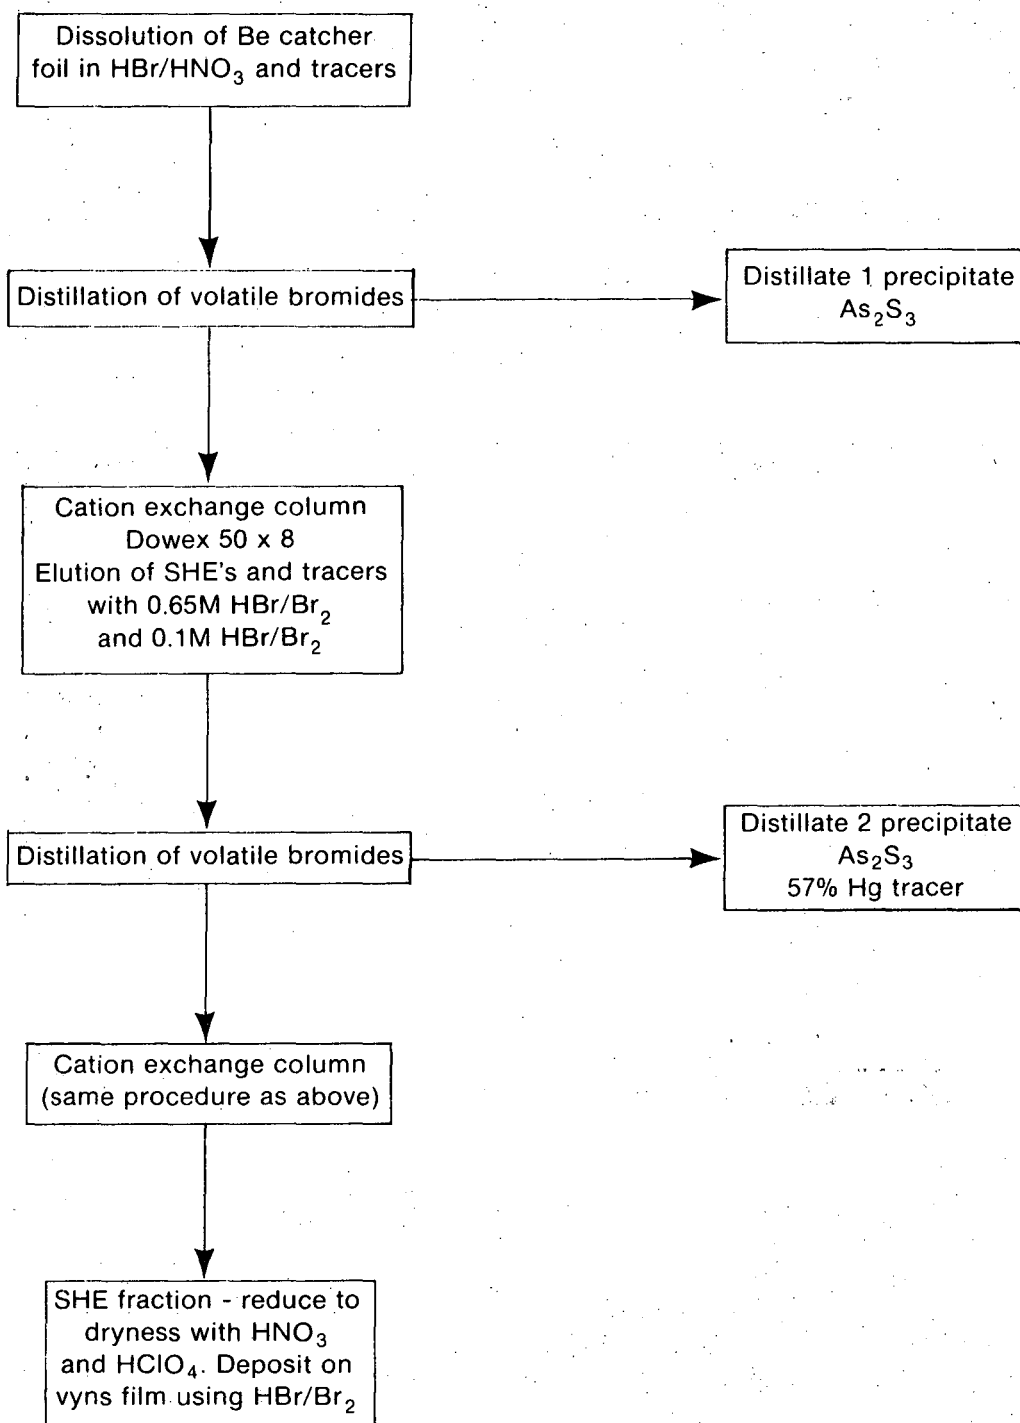 Dissolution of Be catcher
foil in HBr/HNO₃ and tracers
Distillation of volatile bromides
Distillate 1 precipitate
As₂S₃
Cation exchange column
Dowex 50 x 8
Elution of SHE's and tracers
with 0.65M HBr/Br₂
and 0.1M HBr/Br₂
Distillation of volatile bromides
Distillate 2 precipitate
As₂S₃
57% Hg tracer
Cation exchange column
(same procedure as above)
SHE fraction - reduce to
dryness with HNO₃
and HClO₄. Deposit on
vyns film using HBr/Br₂